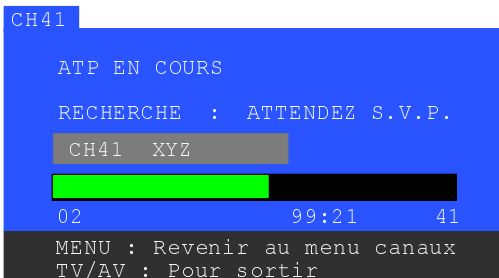 CH41
ATP EN COURS
RECHERCHE : ATTENDEZ S.V.P.
CH41 XYZ
02 99:21 41
MENU : Revenir au menu canaux
TV/AV : Pour sortir